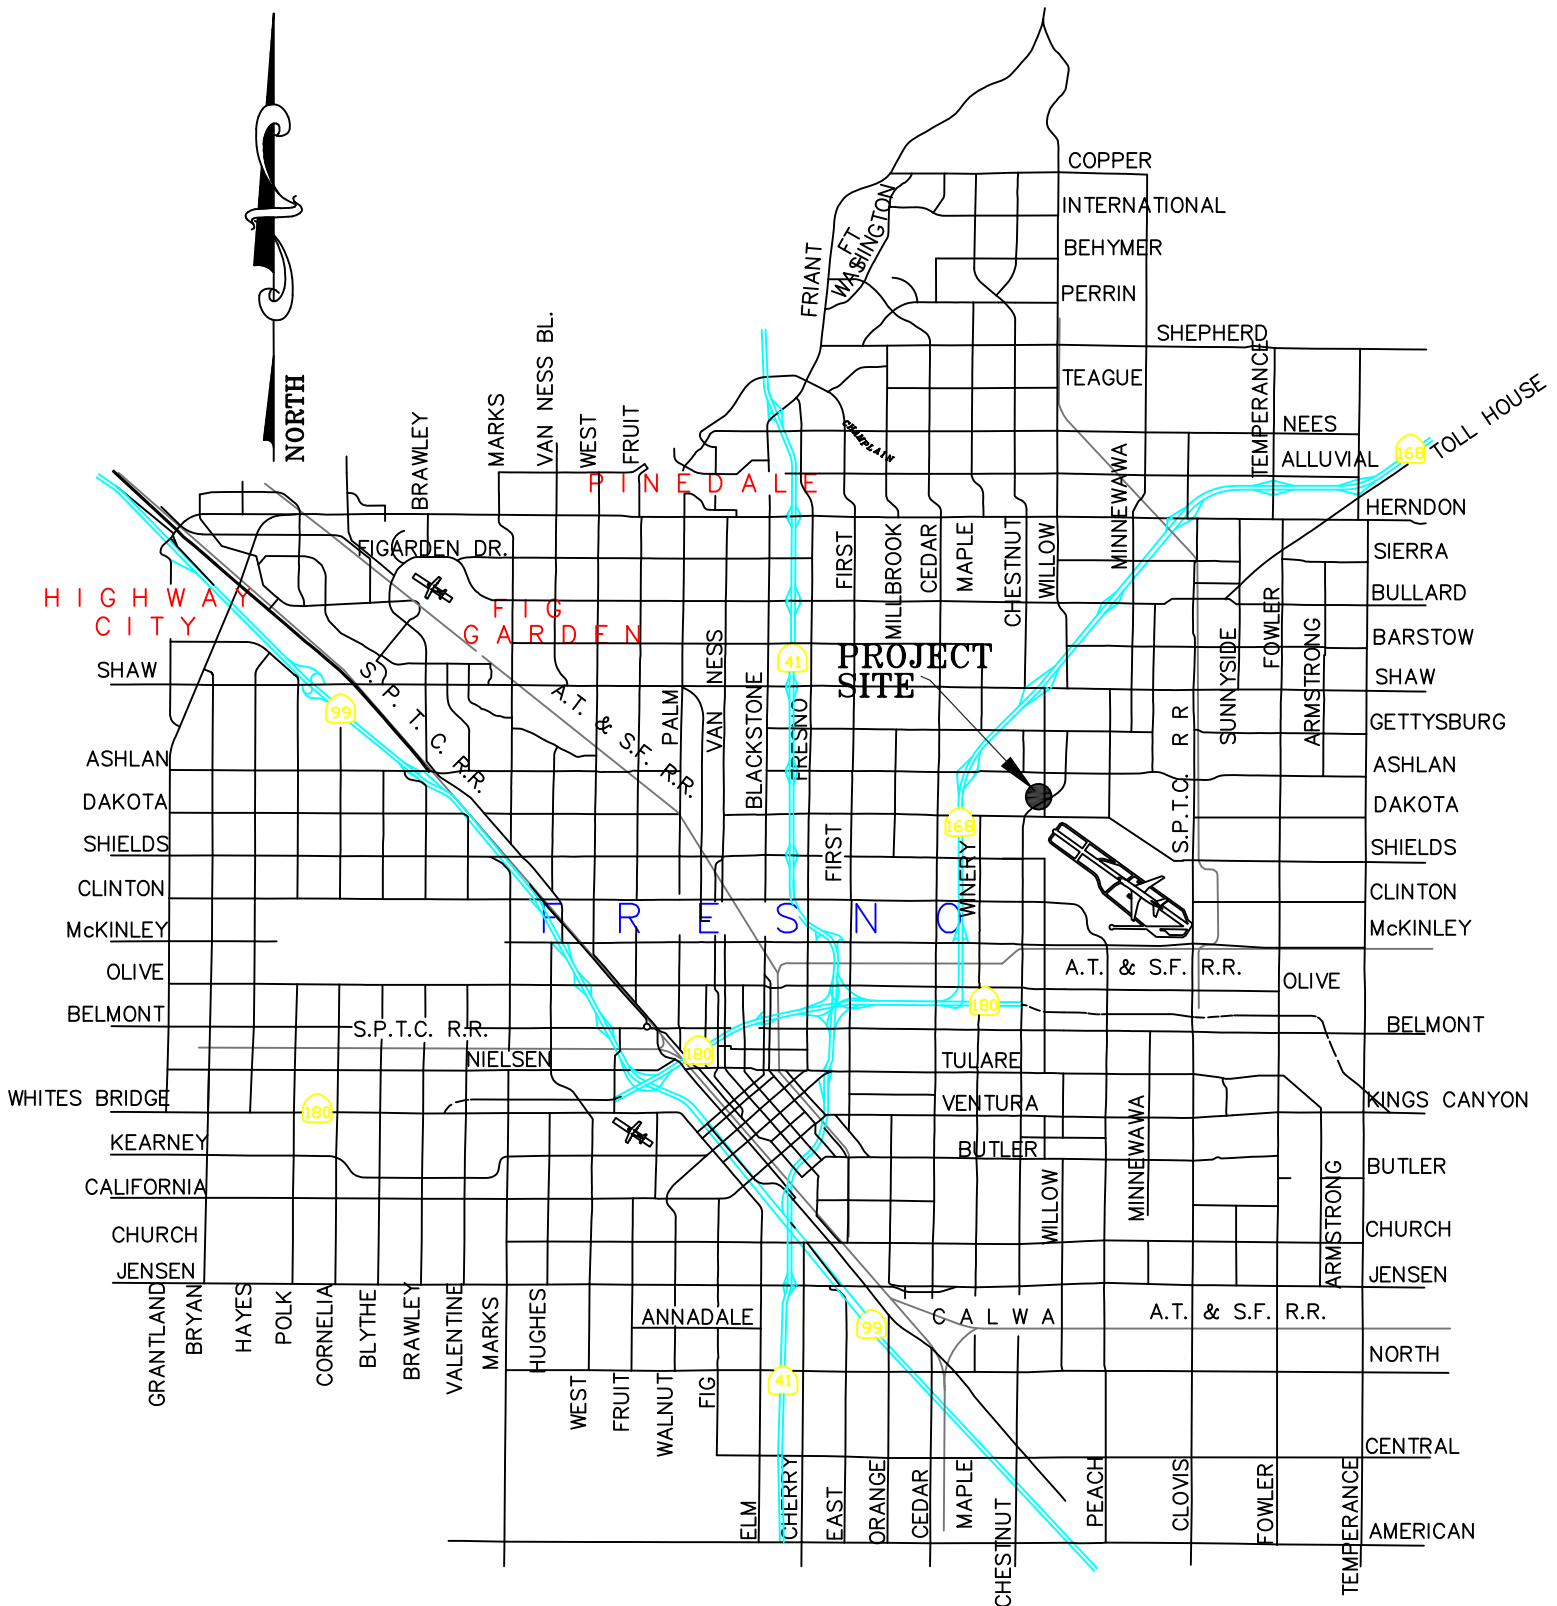 COPPER
INTERNATIONAL
FT
WASHINGTON
BEHYMER
FRIANT
PERRIN
SHEPHERD
TEAGUE
TEMPERANCE
NORTH
TOLL HOUSE
BRAWLEY
MARKS
VAN NESS BL.
WEST
FRUIT
CHAMPLAIN
NEES
168
ALLUVIAL
PINEDALE
MINNEWAWA
HERNDON
FIGARDEN DR.
FIRST
MILLBROOK
CEDAR
MAPLE
CHESTNUT
WILLOW
SIERRA
HIGHWAY
CITY
FIG
GARDEN
BULLARD
FOWLER
BARSTOW
SUNNYSIDE
ARMSTRONG
41
PROJECT
SITE
SHAW
SHAW
99
S. P. T. C. R.R.
A.T. & S.F. R.R.
PALM
VAN NESS
BLACKSTONE
FRESNO
S.P.T.C. R R
GETTYSBURG
ASHLAN
ASHLAN
DAKOTA
DAKOTA
168
SHIELDS
FIRST
WINERY
SHIELDS
CLINTON
CLINTON
FRESNO
McKINLEY
McKINLEY
OLIVE
A.T. & S.F. R.R.
OLIVE
180
BELMONT
S.P.T.C. R.R.
BELMONT
NIELSEN
180
TULARE
WHITES BRIDGE
180
VENTURA
KINGS CANYON
KEARNEY
BUTLER
MINNEWAWA
BUTLER
CALIFORNIA
WILLOW
ARMSTRONG
CHURCH
CHURCH
JENSEN
JENSEN
GRANTLAND
BRYAN
HAYES
POLK
CORNELIA
BLYTHE
BRAWLEY
VALENTINE
MARKS
HUGHES
ANNADALE
99
CALWA
A.T. & S.F. R.R.
NORTH
WEST
FRUIT
WALNUT
FIG
41
CENTRAL
ELM
CHERRY
EAST
ORANGE
CEDAR
MAPLE
CHESTNUT
PEACH
CLOVIS
FOWLER
TEMPERANCE
AMERICAN